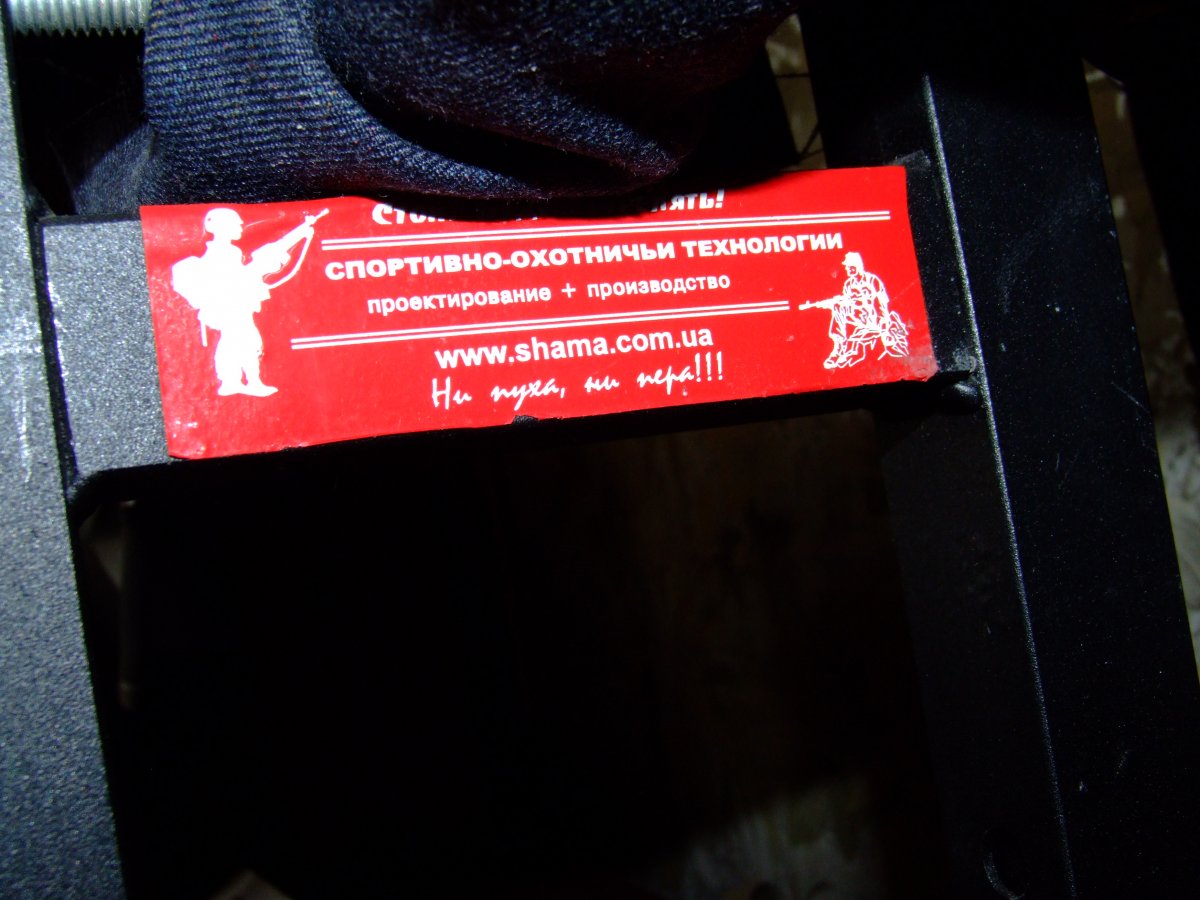 СПОРТИВНО-ОХОТНИЧЬИ ТЕХНОЛОГИИ
проектирование + производство
www.shama.com.ua
Ни пуха, ни пера!!!